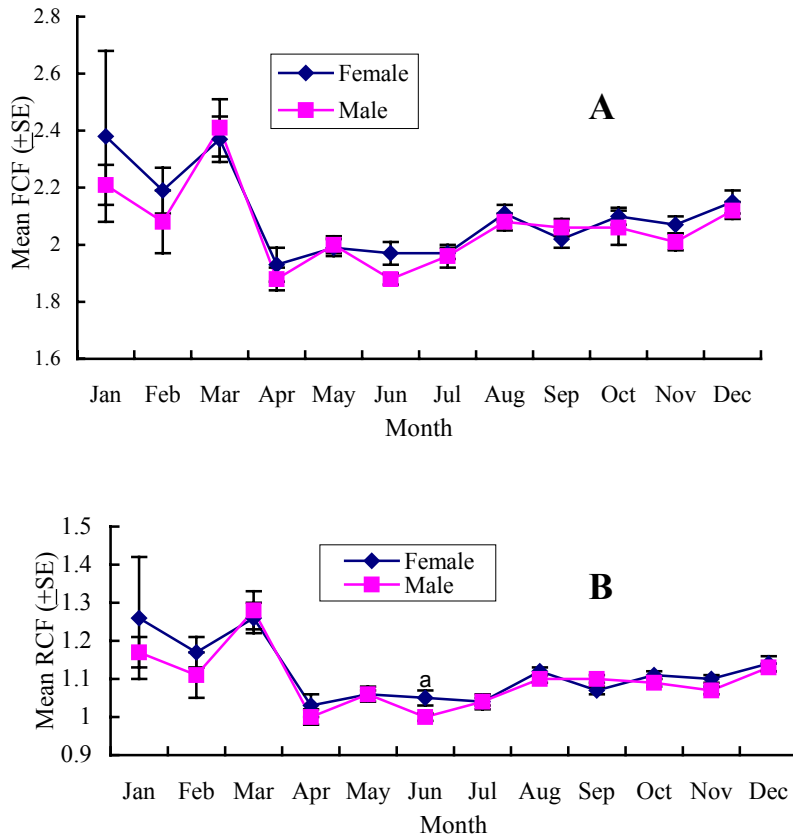 2.8
2.6
2.4
2.2
2
1.8
1.6
Mean FCF (±SE)
Female
Male
A
Jan Feb Mar Apr May Jun Jul Aug Sep Oct Nov Dec
Month
1.5
1.4
1.3
1.2
1.1
1
0.9
Mean RCF (±SE)
Female
Male
B
a
Jan Feb Mar Apr May Jun Jul Aug Sep Oct Nov Dec
Month